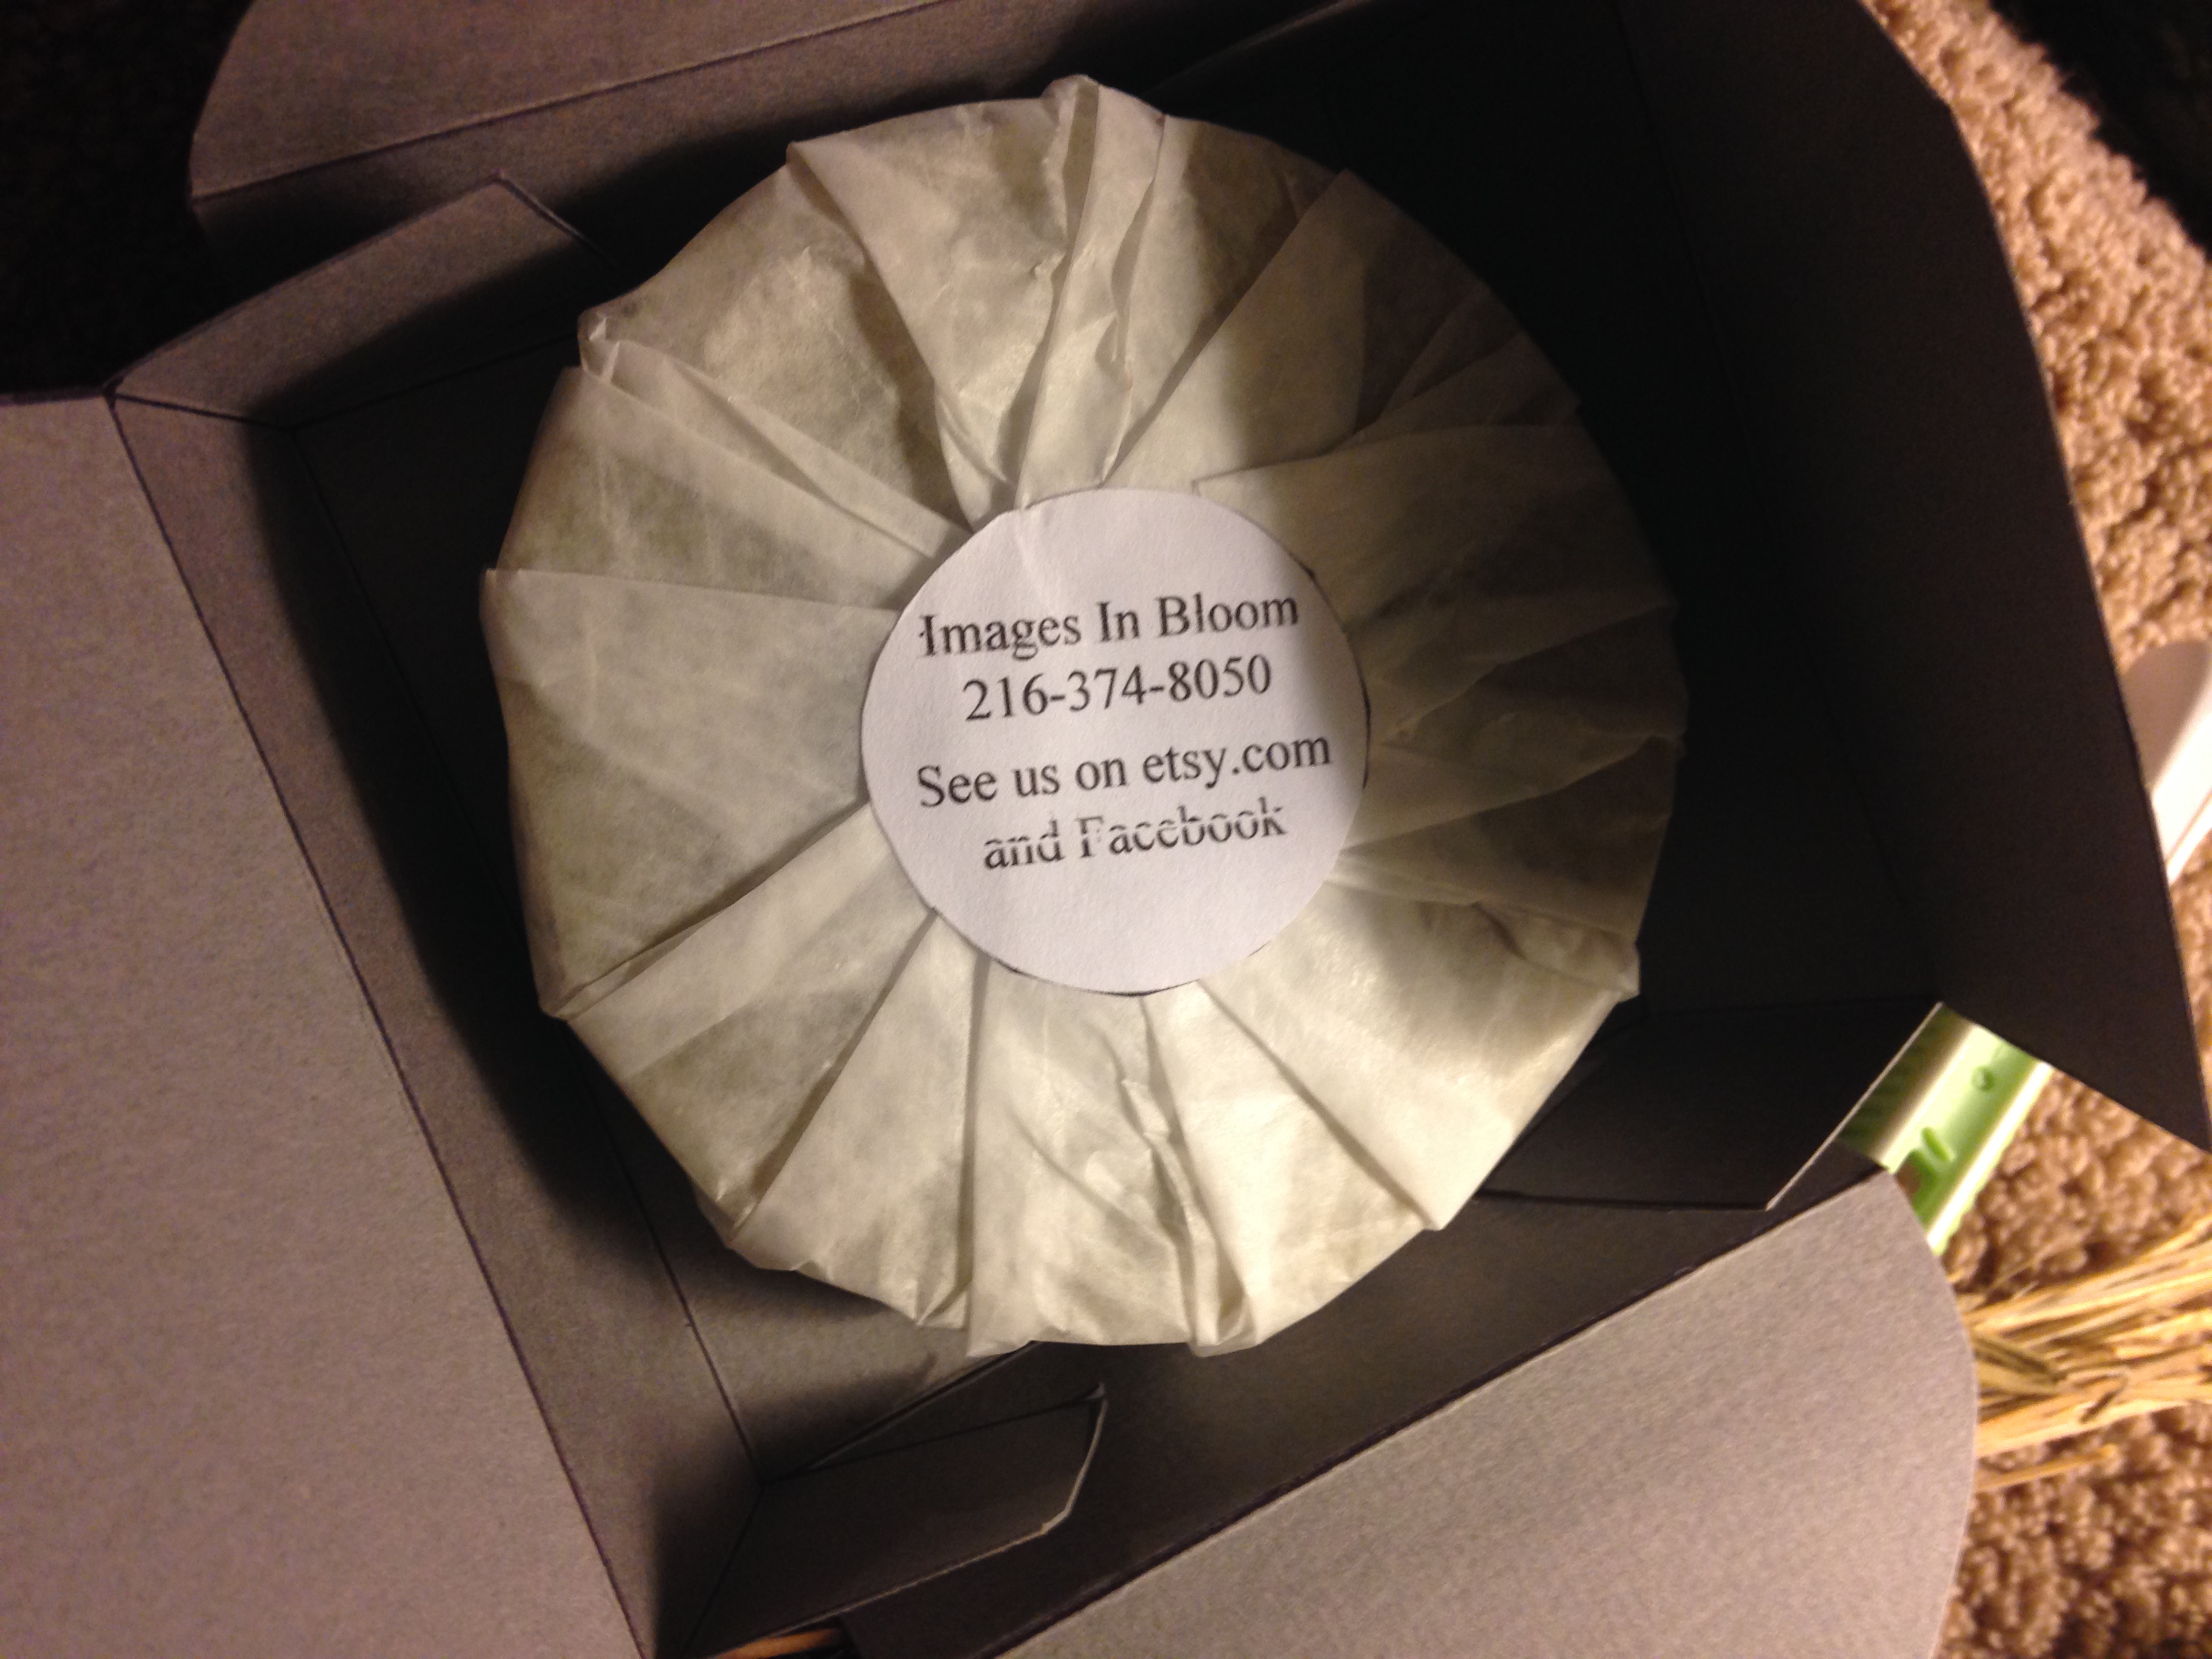 Images In Bloom
216-374-8050
See us on etsy.com
and Facebook